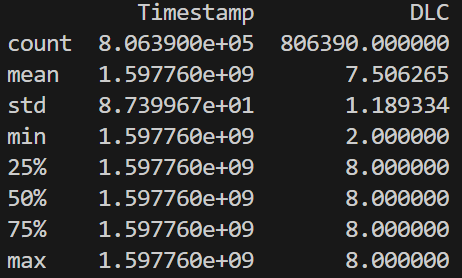 Timestamp DLC
count 8.063900e+05 806390.000000
mean 1.597760e+09 7.506265
std 8.739967e+01 1.189334
min 1.597760e+09 2.000000
25% 1.597760e+09 8.000000
50% 1.597760e+09 8.000000
75% 1.597760e+09 8.000000
max 1.597760e+09 8.000000